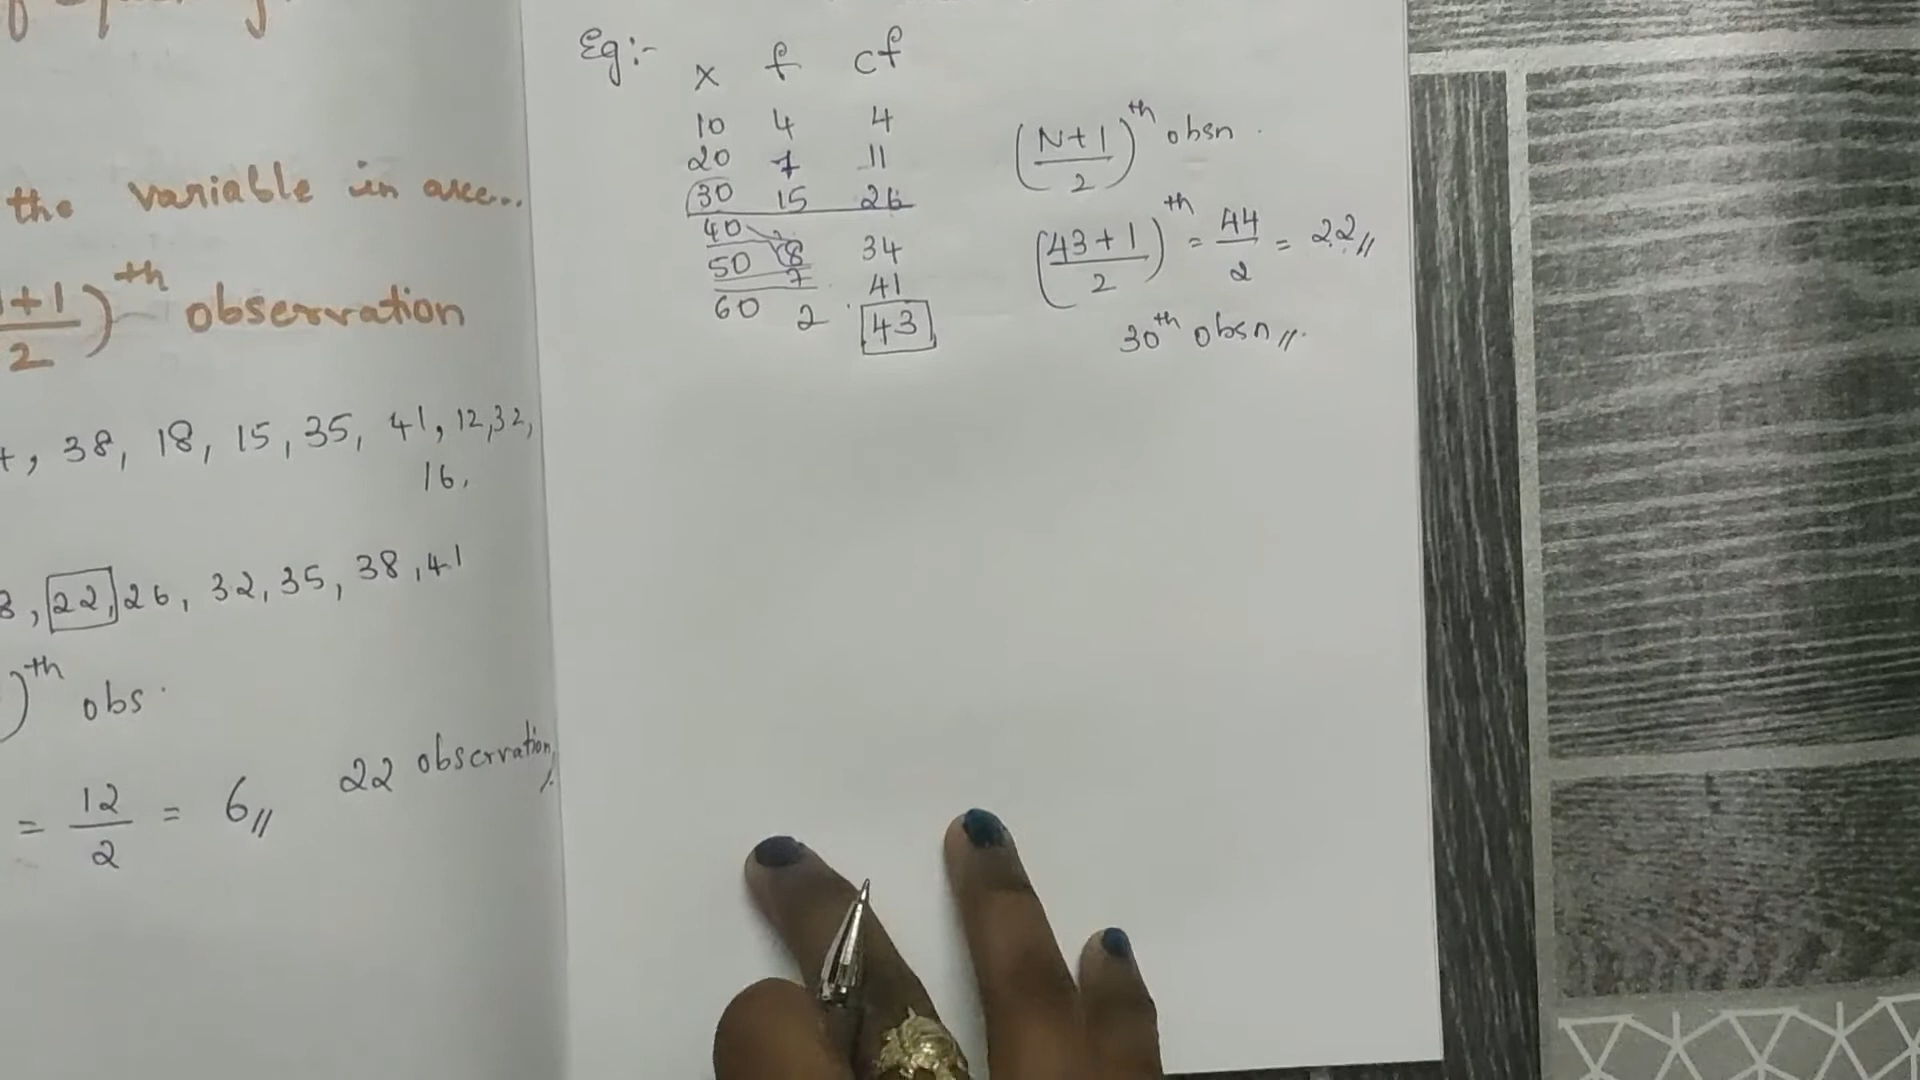 the variable in asce...
+1/2)th observation
, 38, 18, 15, 35, 41, 12, 32,
16.
, 22, 26, 32, 35, 38, 41
)th obs.
= 12/2 = 6// 22 observation//
Eg:-
x f cf
10 4 4
20 7 11
30 15 26
40 8 34
50 7 41
60 2 43
(N+1/2)th obsn.
(43+1/2)th = 44/2 = 22//
30th obsn//.